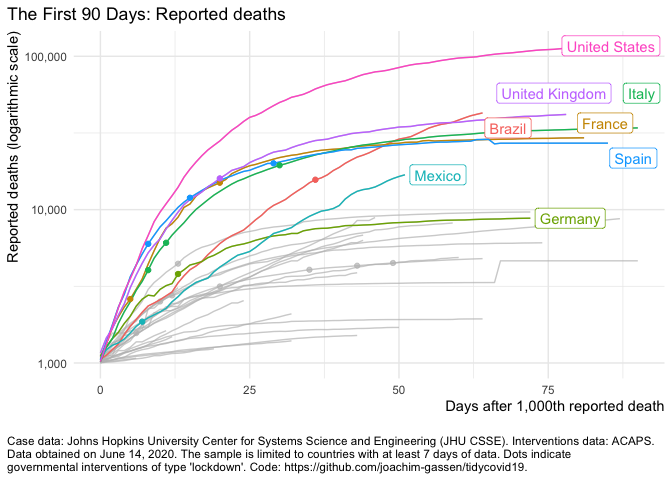 The First 90 Days: Reported deaths
Reported deaths (logarithmic scale)
100,000
10,000
1,000
United States
United Kingdom
Italy
France
Brazil
Spain
Mexico
Germany
0
25
50
75
Days after 1,000th reported death
Case data: Johns Hopkins University Center for Systems Science and Engineering (JHU CSSE). Interventions data: ACAPS.
Data obtained on June 14, 2020. The sample is limited to countries with at least 7 days of data. Dots indicate
governmental interventions of type 'lockdown'. Code: https://github.com/joachim-gassen/tidycovid19.